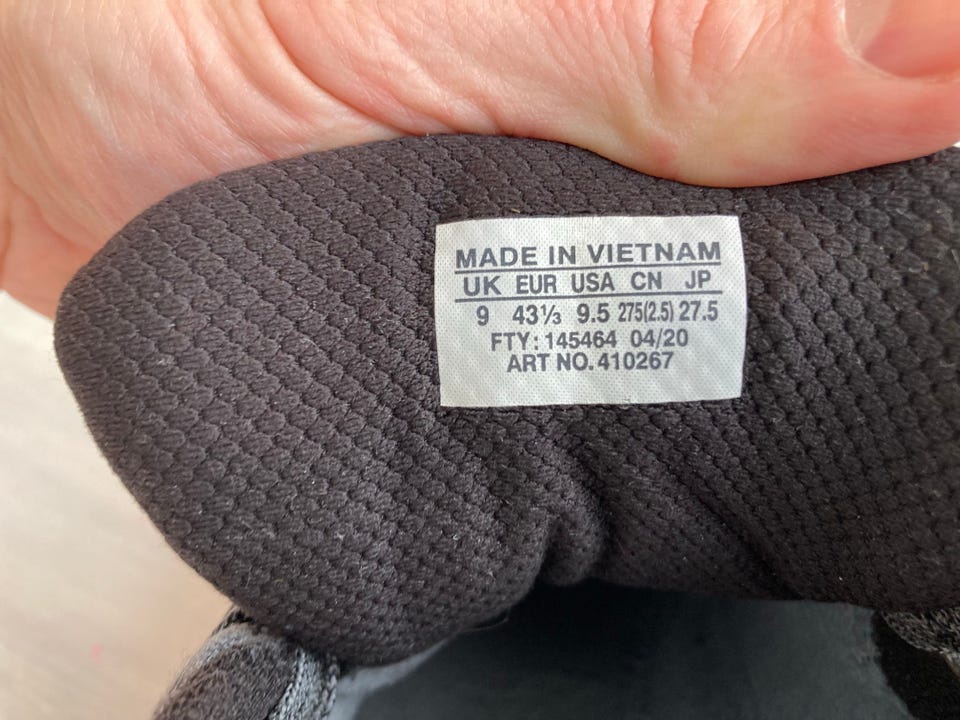 MADE IN VIETNAM
UK EUR USA CN JP
9 43⅓ 9.5 275(2.5) 27.5
FTY: 145464 04/20
ART NO. 410267